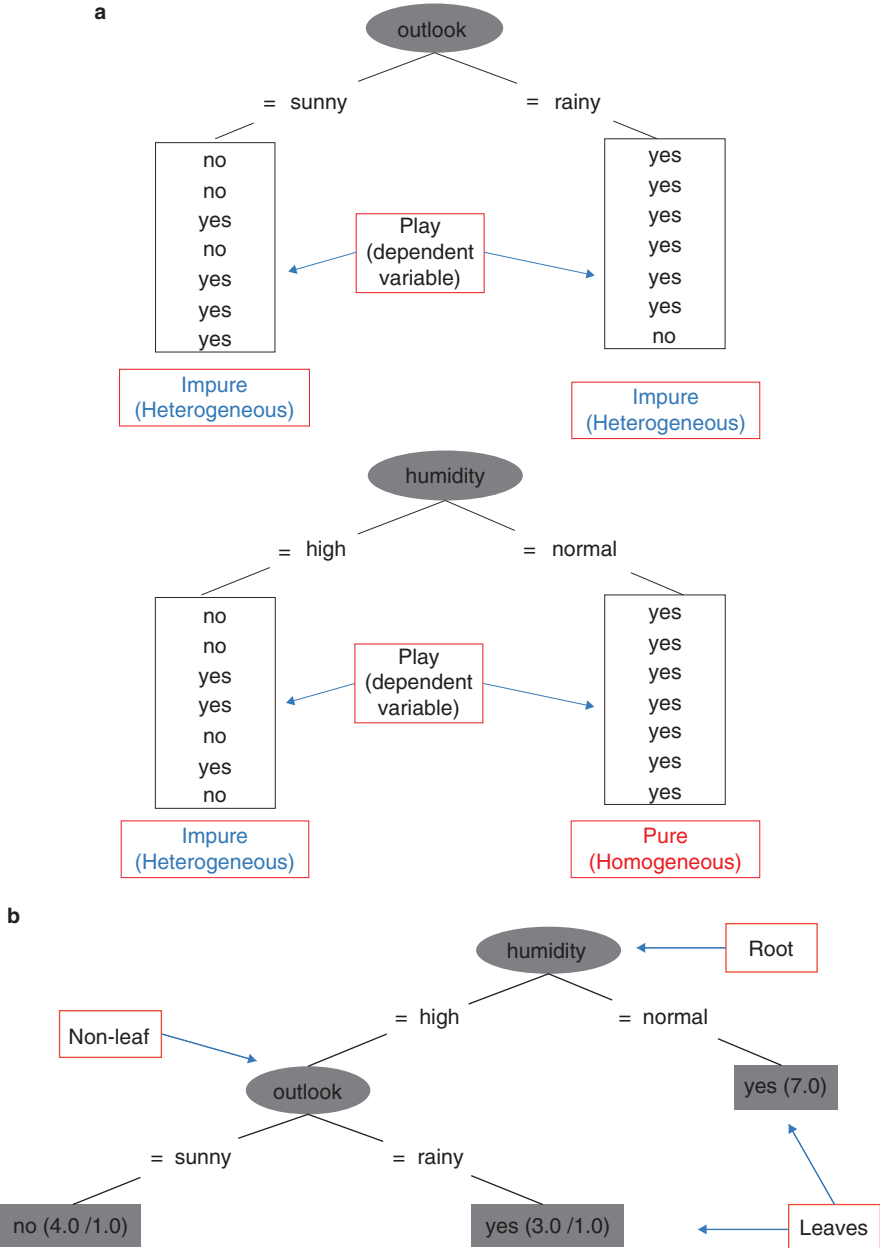 a
outlook
= sunny
= rainy
no
no
yes
no
yes
yes
yes
Play
(dependent
variable)
yes
yes
yes
yes
yes
yes
no
Impure
(Heterogeneous)
Impure
(Heterogeneous)
humidity
= high
= normal
no
no
yes
yes
no
yes
no
Play
(dependent
variable)
yes
yes
yes
yes
yes
yes
yes
Impure
(Heterogeneous)
Pure
(Homogeneous)
b
humidity
Root
= high
= normal
Non-leaf
outlook
yes (7.0)
= sunny
= rainy
no (4.0 /1.0)
yes (3.0 /1.0)
Leaves